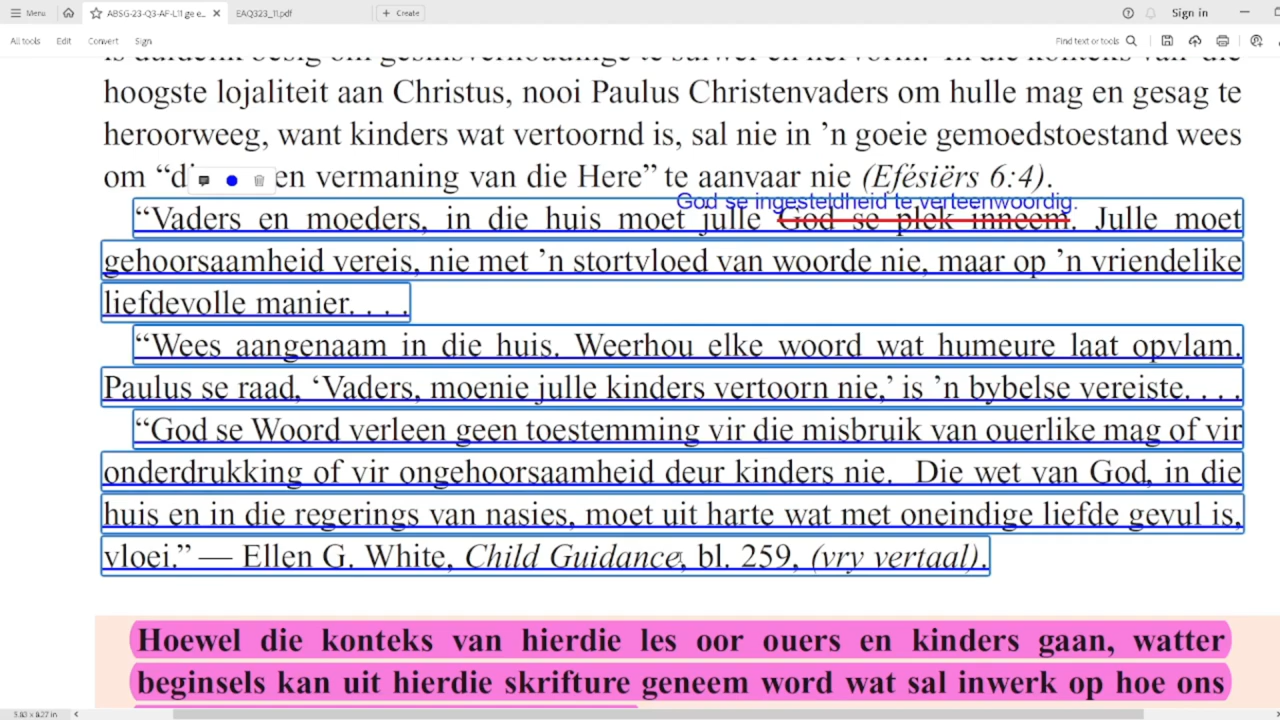 Menu
ABSG-23-Q3-AF-L11 ge e...
EAQ323_11.pdf
Create
Sign in
All tools Edit Convert Sign
Find text or tools
hoogste lojaliteit aan Christus, nooi Paulus Christenvaders om hulle mag en gesag te
heroorweeg, want kinders wat vertoornd is, sal nie in ’n goeie gemoedstoestand wees
om “di en vermaning van die Here” te aanvaar nie (Efésiërs 6:4).
God se ingesteldheid te verteenwoordig.
“Vaders en moeders, in die huis moet julle God se plek inneem. Julle moet
gehoorsaamheid vereis, nie met ’n stortvloed van woorde nie, maar op ’n vriendelike
liefdevolle manier. . . .
“Wees aangenaam in die huis. Weerhou elke woord wat humeure laat opvlam.
Paulus se raad, ‘Vaders, moenie julle kinders vertoorn nie,’ is ’n bybelse vereiste. . . .
“God se Woord verleen geen toestemming vir die misbruik van ouerlike mag of vir
onderdrukking of vir ongehoorsaamheid deur kinders nie. Die wet van God, in die
huis en in die regerings van nasies, moet uit harte wat met oneindige liefde gevul is,
vloei.” — Ellen G. White, Child Guidance, bl. 259, (vry vertaal).
Hoewel die konteks van hierdie les oor ouers en kinders gaan, watter
beginsels kan uit hierdie skrifture geneem word wat sal inwerk op hoe ons
5.83 x 8.27 in